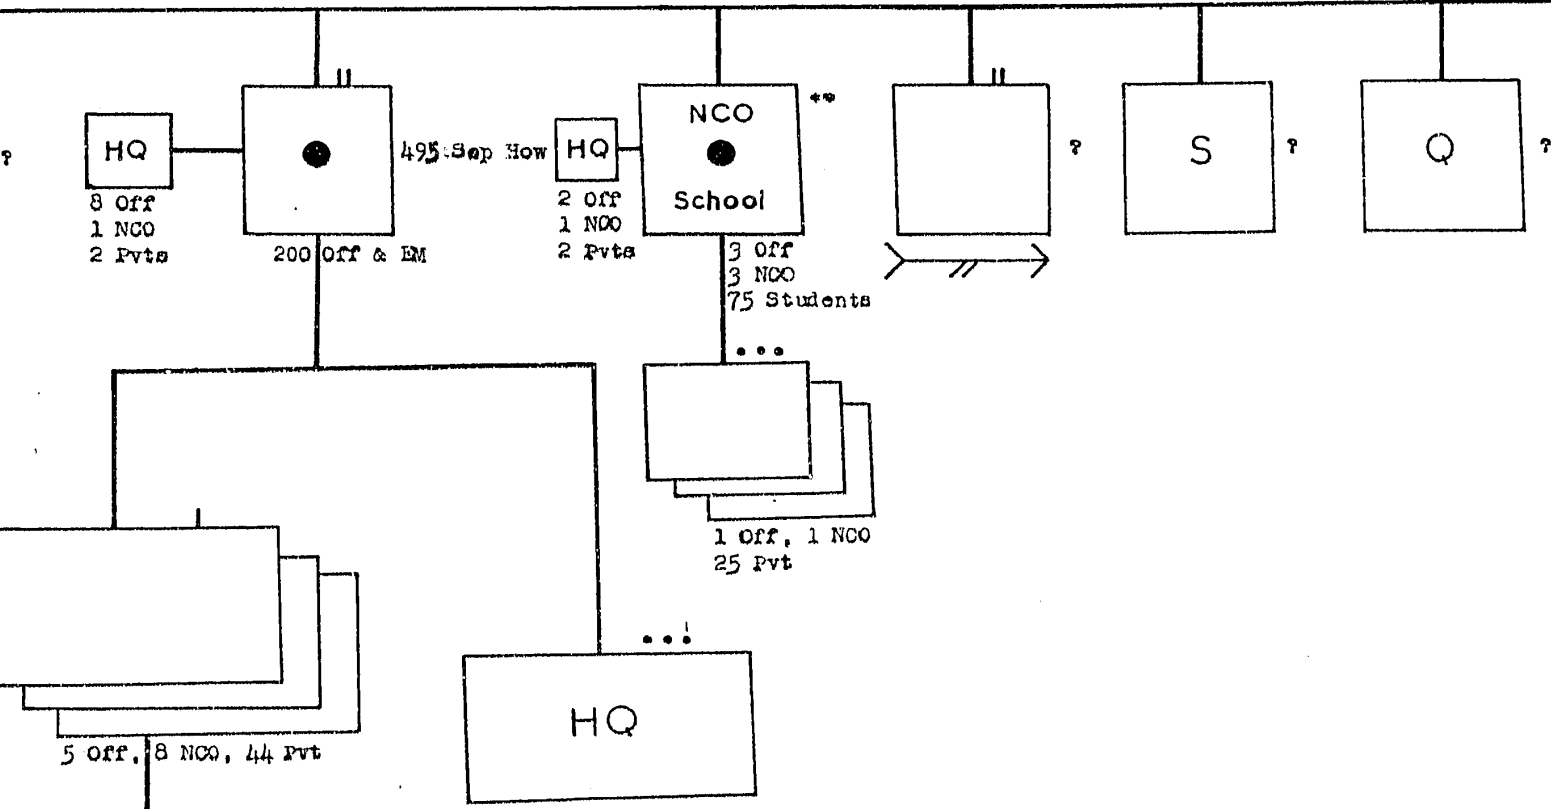 ?
HQ
8 Off
1 NCO
2 Pvts
495 Sep How
200 Off & EM
HQ
2 Off
1 NCO
2 Pvts
NCO
School
**
3 Off
3 NCO
75 Students
?
S
?
Q
?
1 Off, 1 NCO
25 Pvt
5 Off, 8 NCO, 44 Pvt
HQ